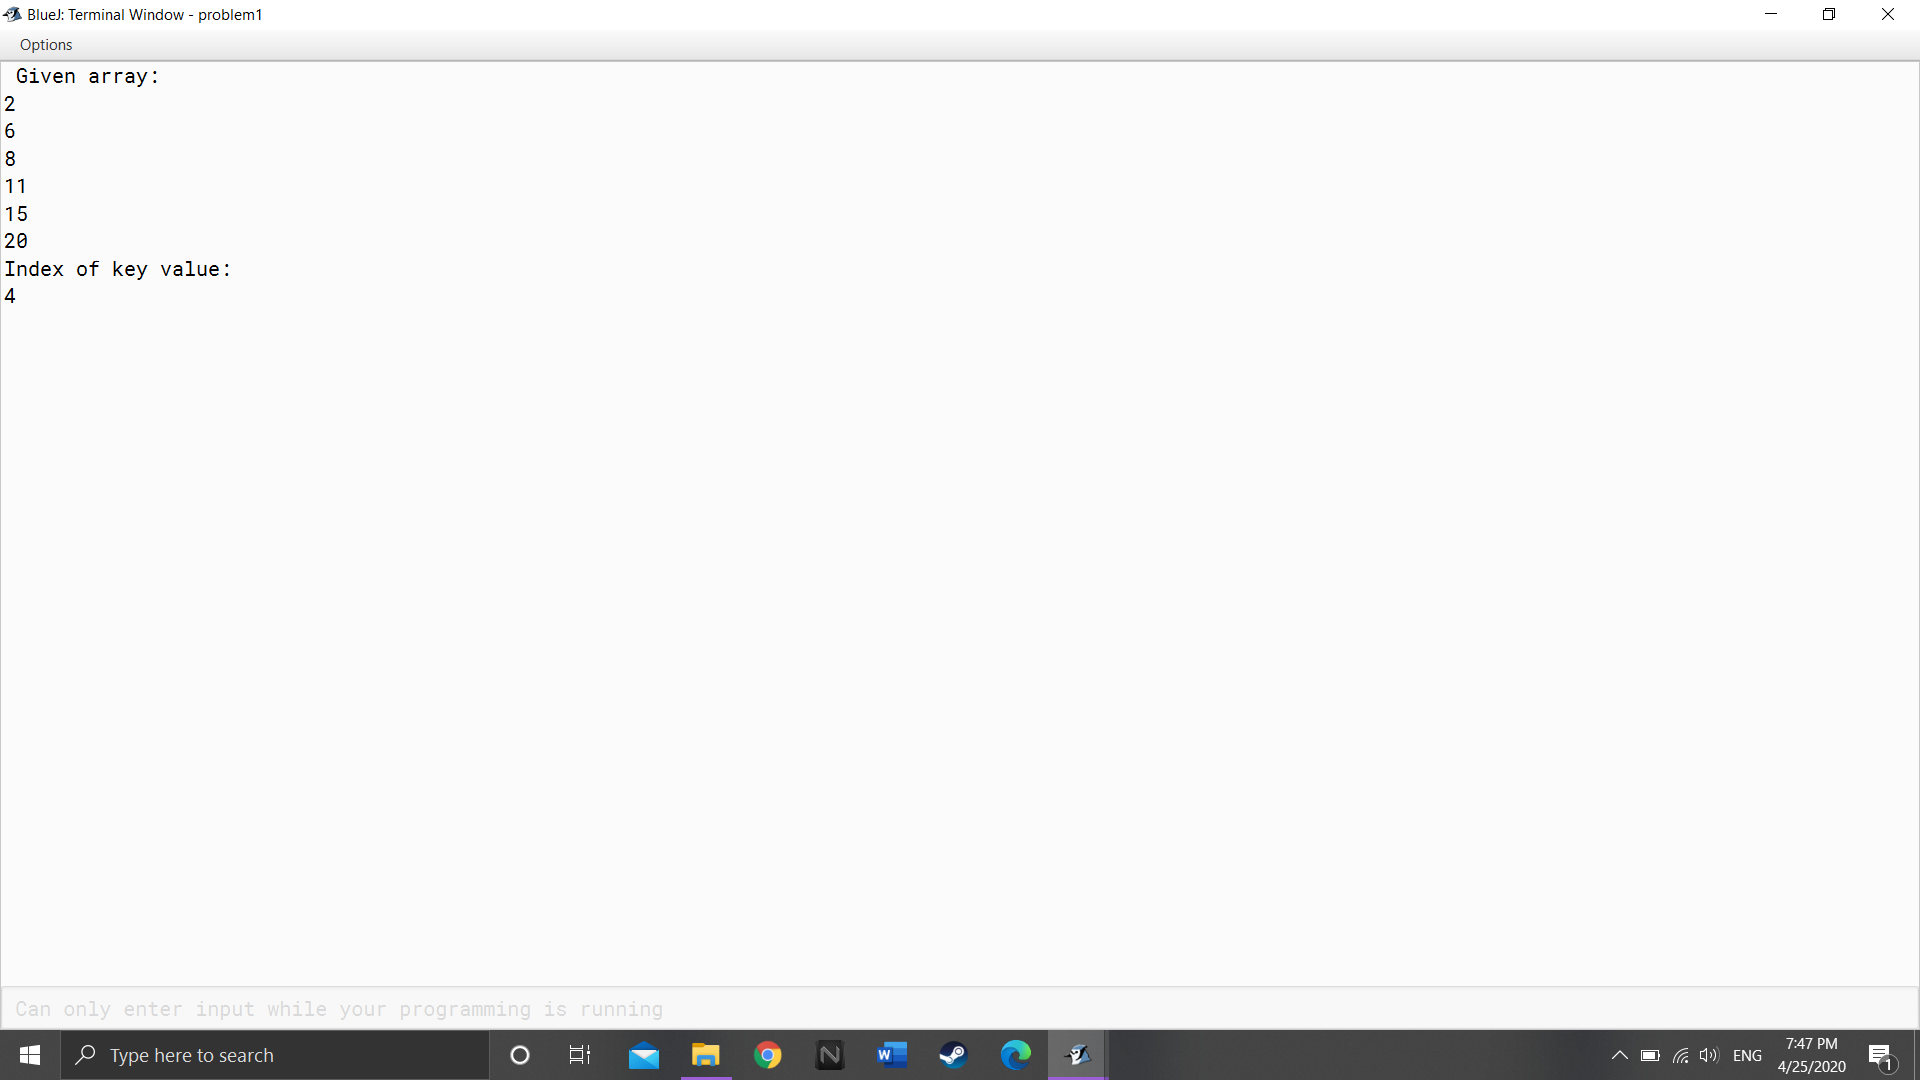 BlueJ: Terminal Window - problem1
Options
Given array:
2
6
8
11
15
20
Index of key value:
4
Can only enter input while your programming is running
Type here to search
N
W
ENG
7:47 PM
4/25/2020
1